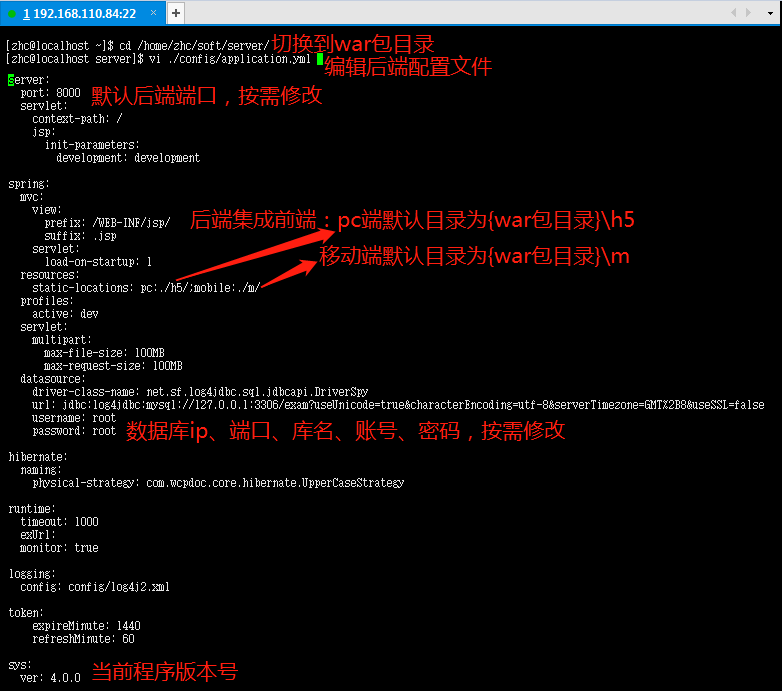 1 192.168.110.84:22 × +
[zhc@localhost ~]$ cd /home/zhc/soft/server/ 切换到war包目录
[zhc@localhost server]$ vi ./config/application.yml 编辑后端配置文件
server:
port: 8000 默认后端端口，按需修改
servlet:
context-path: /
jsp:
init-parameters:
development: development
spring:
mvc:
view:
prefix: /WEB-INF/jsp/ 后端集成前端：pc端默认目录为{war包目录}\h5
suffix: .jsp
servlet: 移动端默认目录为{war包目录}\m
load-on-startup: 1
resources:
static-locations: pc:./h5/;mobile:./m/
profiles:
active: dev
servlet:
multipart:
max-file-size: 100MB
max-request-size: 100MB
datasource:
driver-class-name: net.sf.log4jdbc.sql.jdbcapi.DriverSpy
url: jdbc:log4jdbc:mysql://127.0.0.1:3306/exam?useUnicode=true&characterEncoding=utf-8&serverTimezone=GMT%2B8&useSSL=false
username: root
password: root 数据库ip、端口、库名、账号、密码，按需修改
hibernate:
naming:
physical-strategy: com.wcpdoc.core.hibernate.UpperCaseStrategy
runtime:
timeout: 1000
exUrl:
monitor: true
logging:
config: config/log4j2.xml
token:
expireMinute: 1440
refreshMinute: 60
sys:
ver: 4.0.0 当前程序版本号